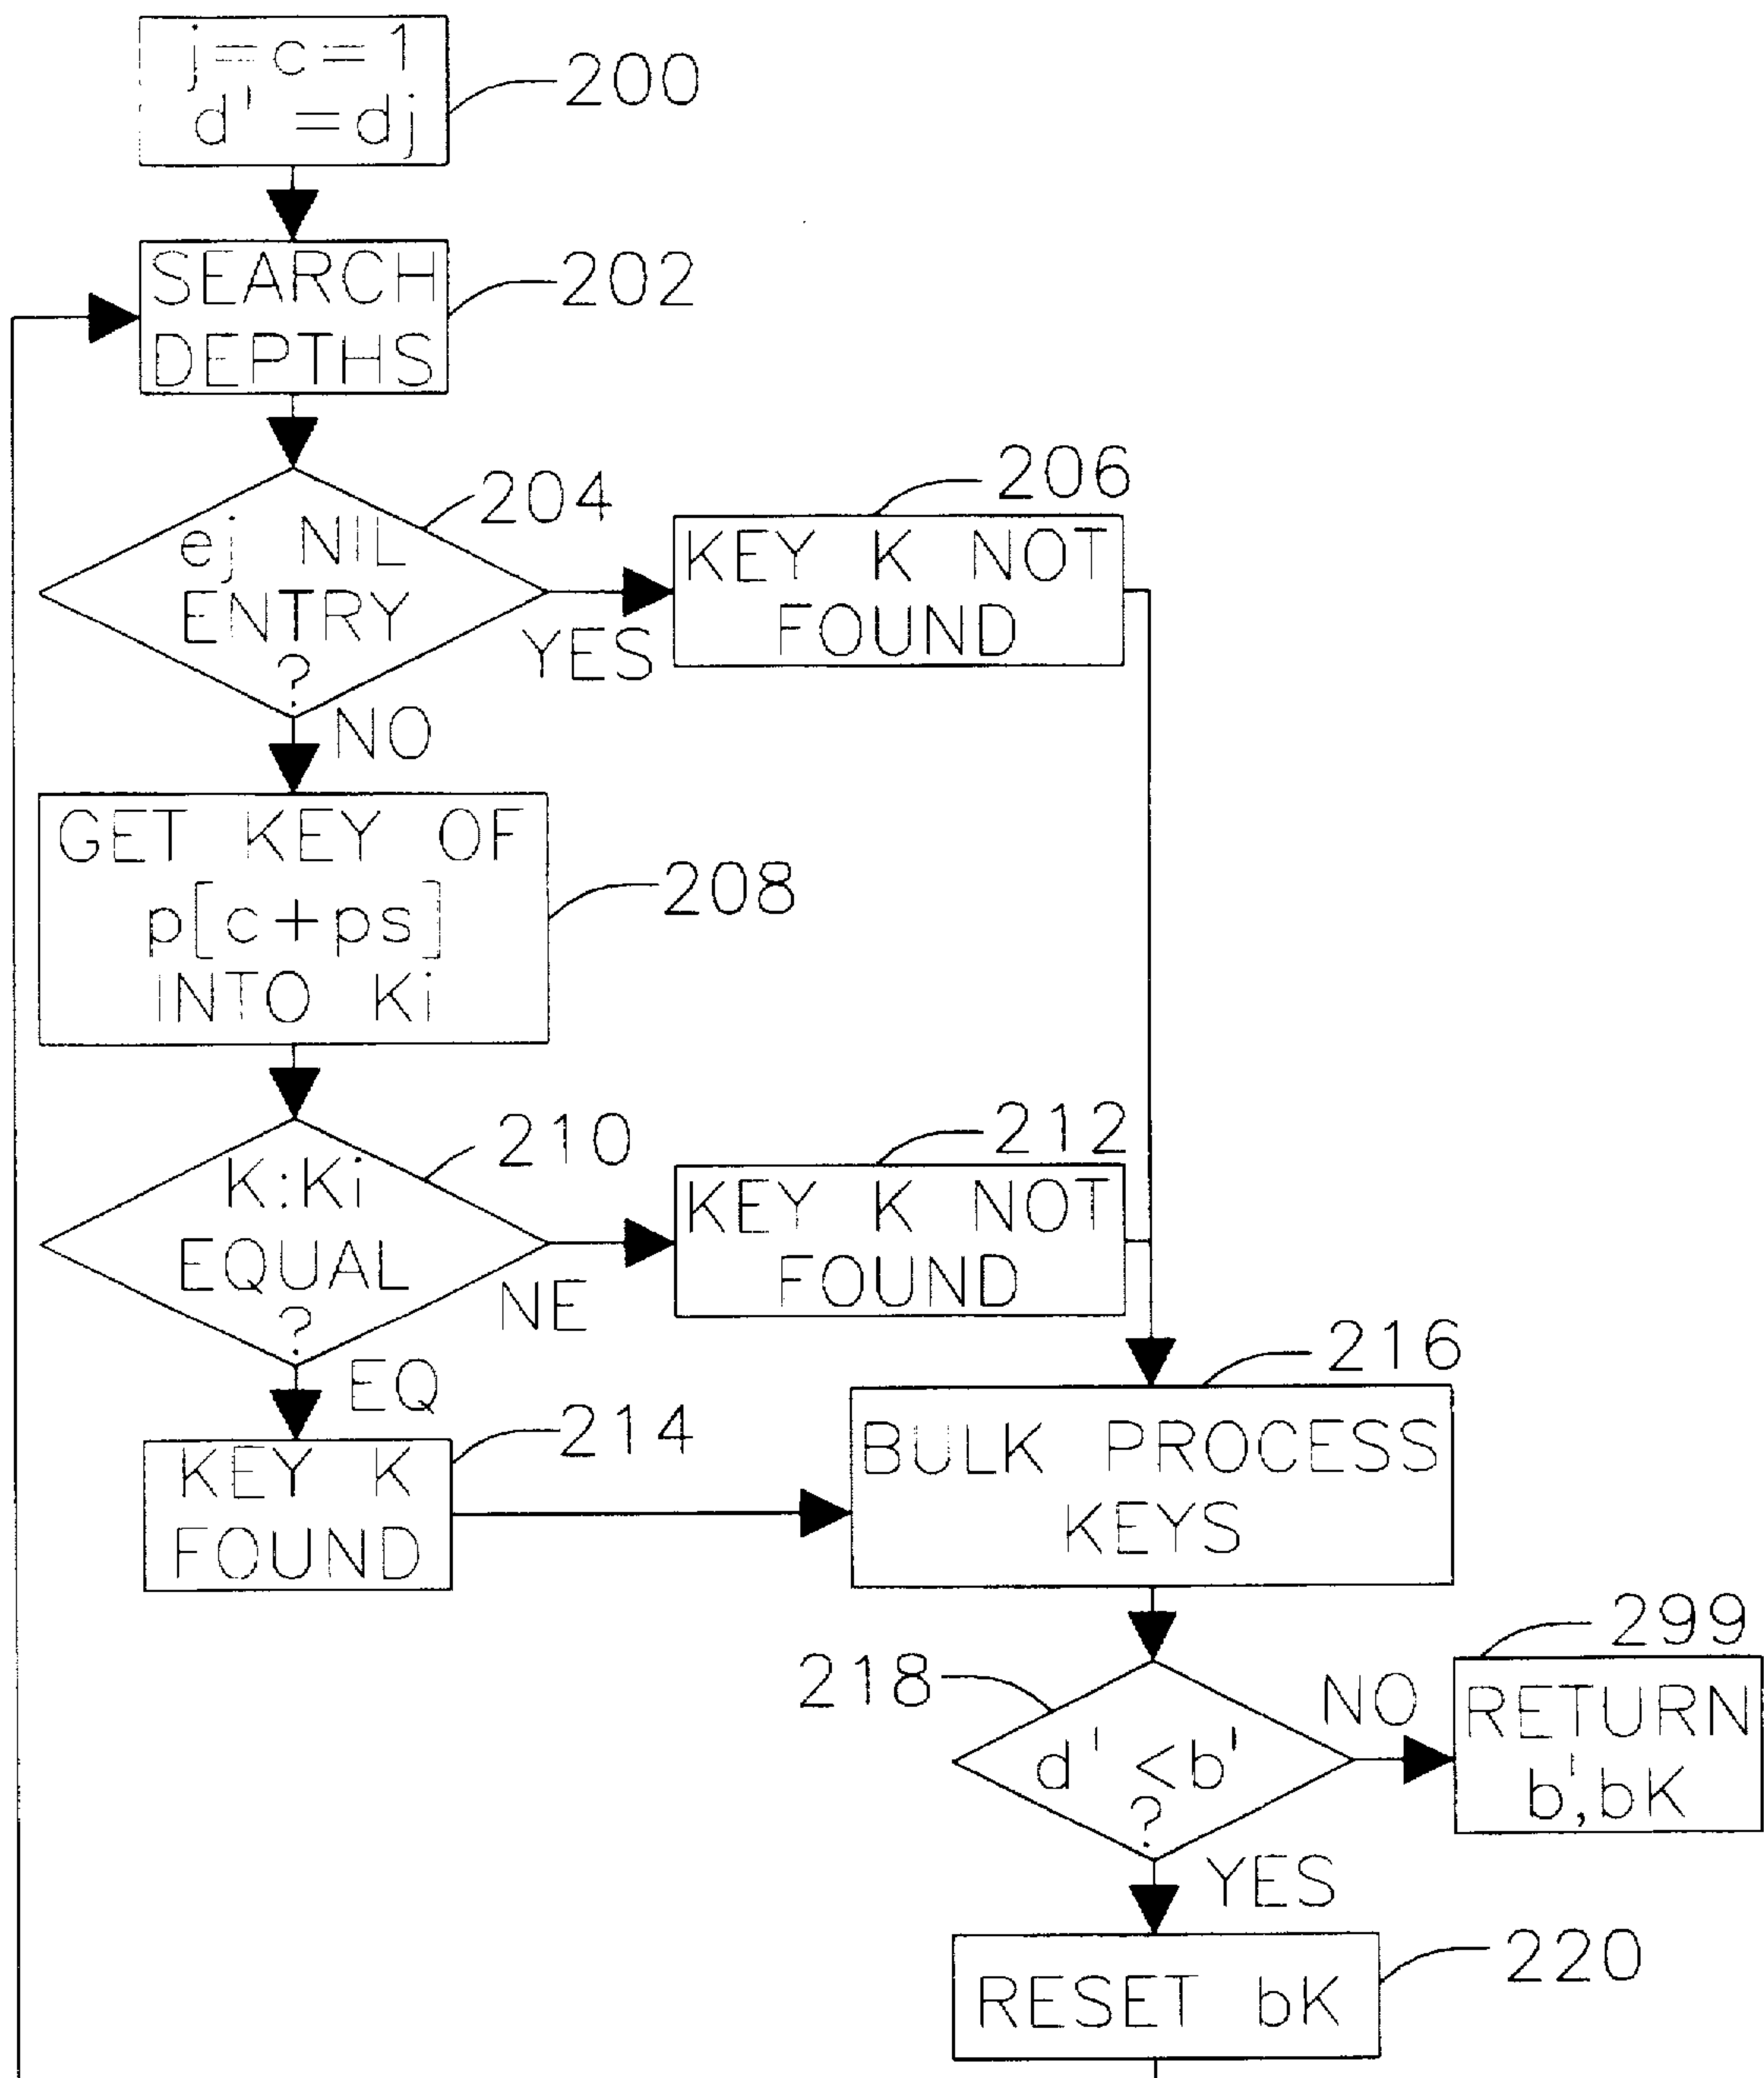 j=c=1
d'=dj
200
SEARCH
DEPTHS
202
ej NIL
ENTRY
?
204
YES
KEY K NOT
FOUND
206
NO
GET KEY OF
p[c+ps]
INTO Ki
208
K:Ki
EQUAL
?
210
NE
KEY K NOT
FOUND
212
EQ
KEY K
FOUND
214
BULK PROCESS
KEYS
216
d'<b'
?
218
NO
RETURN
b',bK
299
YES
RESET bK
220